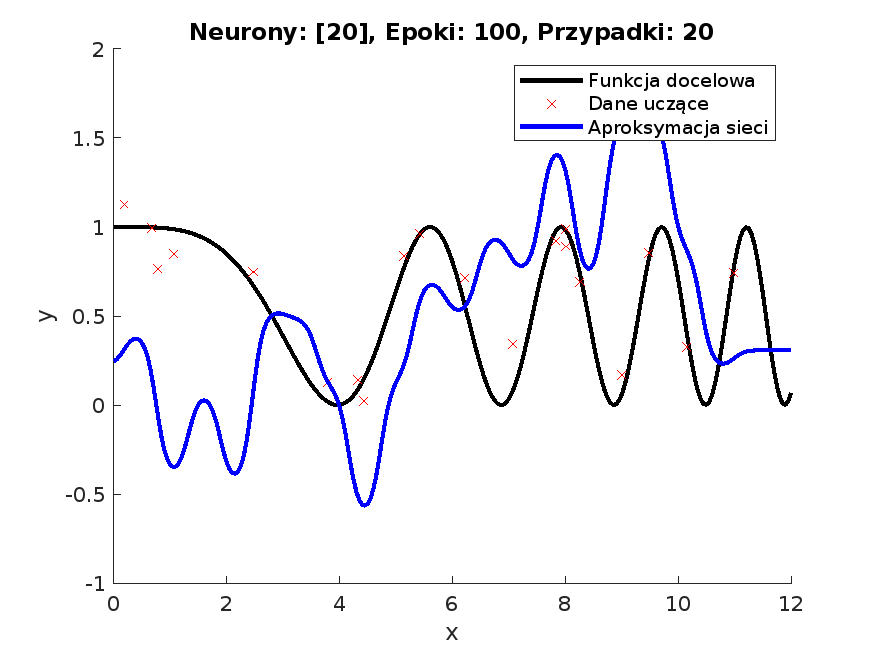 Neurony: [20], Epoki: 100, Przypadki: 20
Funkcja docelowa
Dane uczące
Aproksymacja sieci
2
1.5
1
0.5
0
-0.5
-1
y
0 2 4 6 8 10 12
x